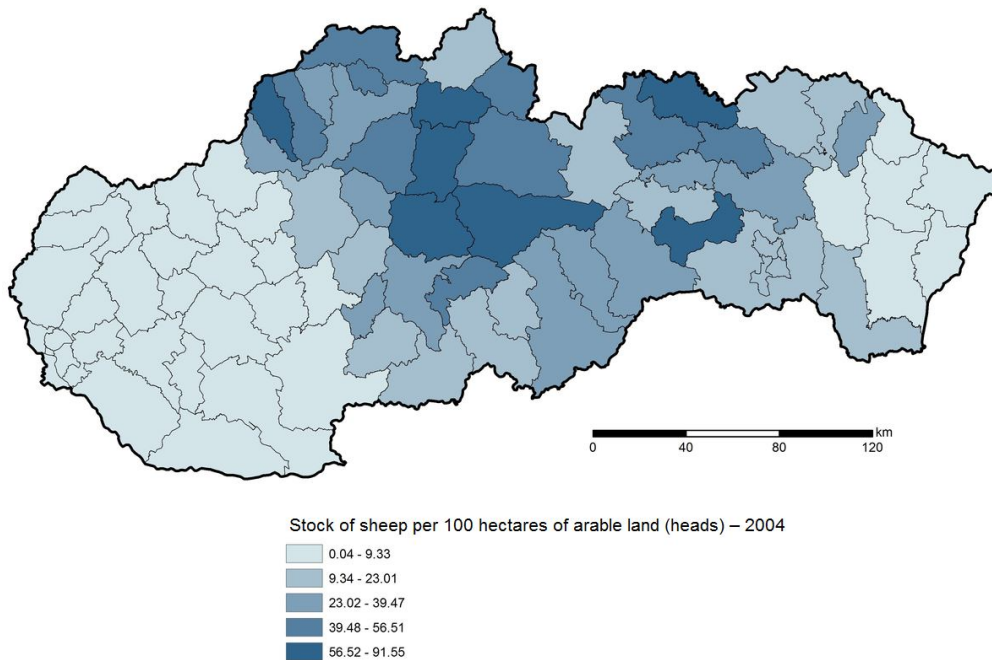 km
0 40 80 120
Stock of sheep per 100 hectares of arable land (heads) – 2004
0.04 - 9.33
9.34 - 23.01
23.02 - 39.47
39.48 - 56.51
56.52 - 91.55